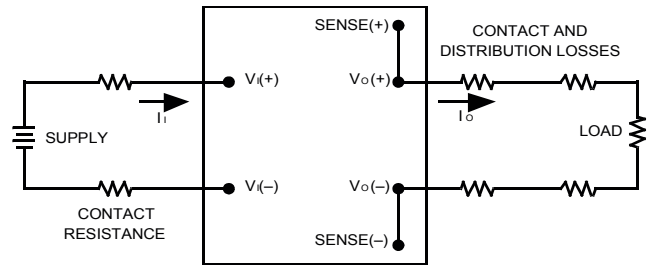 SENSE(+)
CONTACT AND
DISTRIBUTION LOSSES
VI(+)
VO(+)
II
IO
SUPPLY
LOAD
VI(–)
VO(–)
CONTACT
RESISTANCE
SENSE(–)